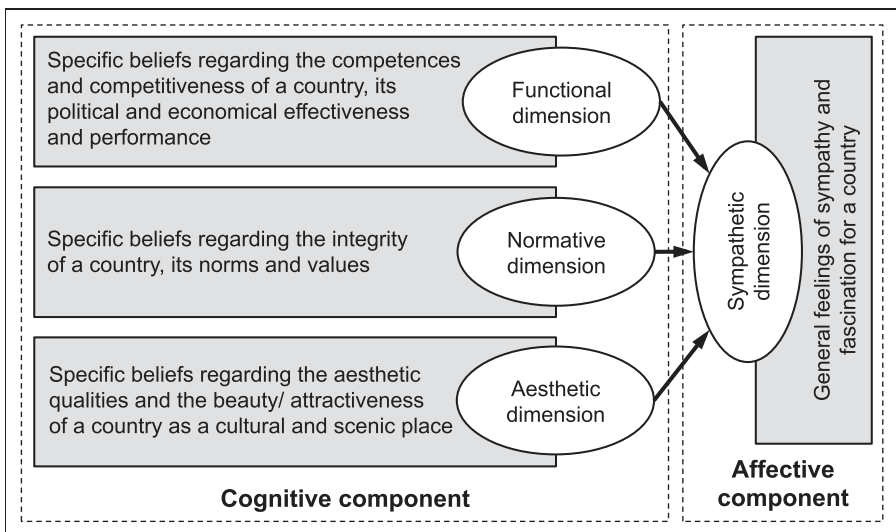 Specific beliefs regarding the competences
and competitiveness of a country, its
political and economical effectiveness
and performance
Functional
dimension
Specific beliefs regarding the integrity
of a country, its norms and values
Normative
dimension
Specific beliefs regarding the aesthetic
qualities and the beauty/ attractiveness
of a country as a cultural and scenic place
Aesthetic
dimension
Cognitive component
Sympathetic
dimension
General feelings of sympathy and
fascination for a country
Affective
component